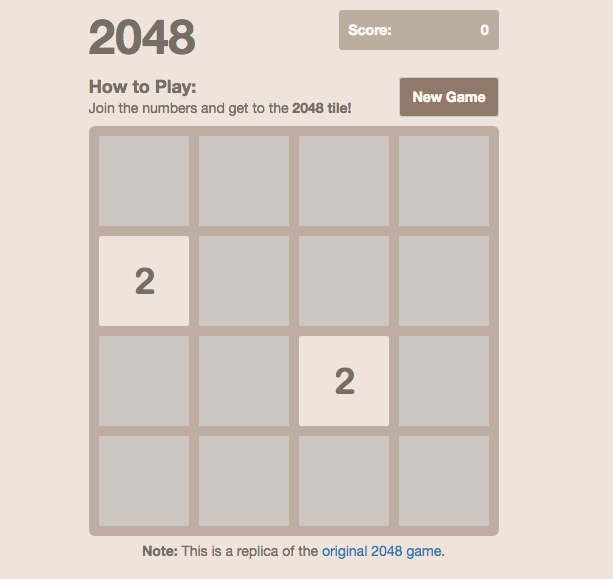 2048
Score: 0
How to Play:
Join the numbers and get to the 2048 tile!
New Game
2
2
Note: This is a replica of the original 2048 game.